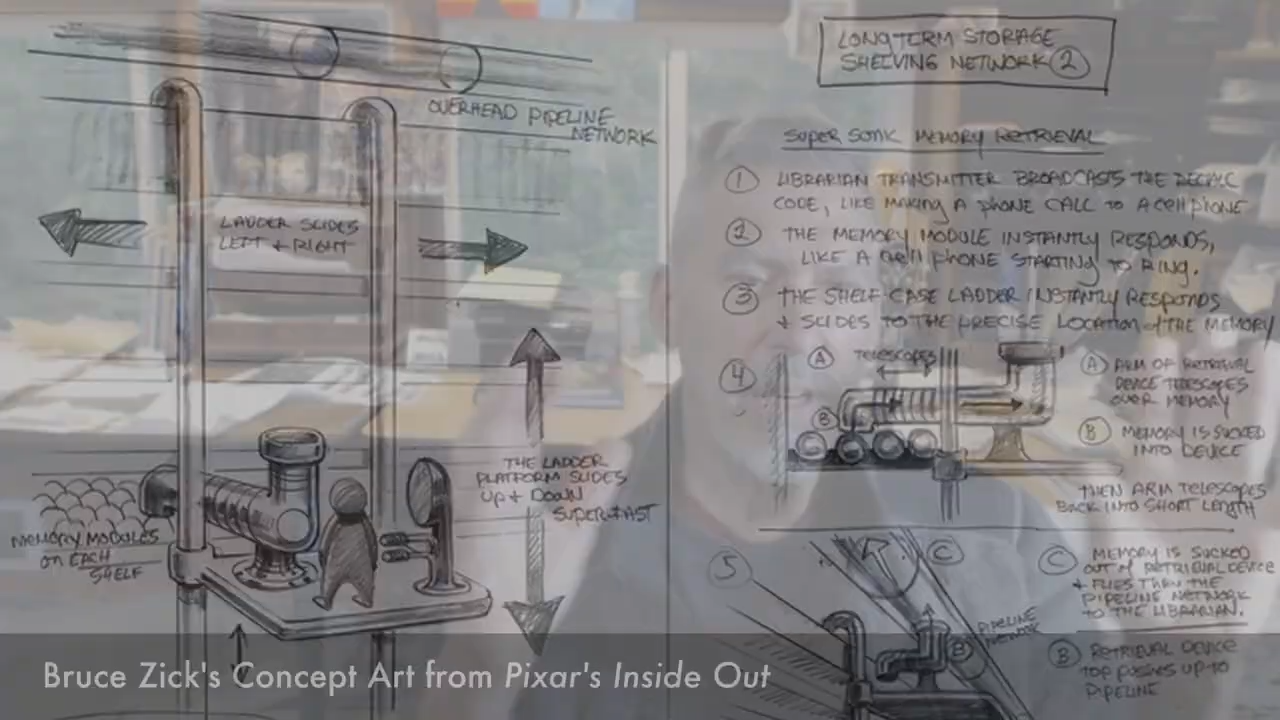 OVERHEAD PIPELINE
NETWORK
LADDER SLIDES
LEFT & RIGHT
THE LADDER
PLATFORM SLIDES
UP & DOWN
SUPERFAST
MEMORY MODULES
ON EACH
SHELF
LONG TERM STORAGE
SHELVING NETWORK 2
SUPER SONIC MEMORY RETRIEVAL
1 LIBRARIAN TRANSMITTER BROADCASTS THE RECALL
CODE, LIKE MAKING A PHONE CALL TO A CELL PHONE
2 THE MEMORY MODULE INSTANTLY RESPONDS,
LIKE A CELL PHONE STARTING TO RING.
3 THE SHELF-CASE LADDER INSTANTLY RESPONDS
& SLIDES TO THE PRECISE LOCATION of THE MEMORY
4
A TELESCOPES
B
A ARM OF RETRIEVAL
DEVICE TELESCOPES
OVER MEMORY
B MEMORY IS SUCKED
INTO DEVICE
THEN ARM TELESCOPES
BACK INTO SHORT LENGTH
5
C
B PIPELINE
NETWORK
C MEMORY IS SUCKED
OUT of RETRIEVAL DEVICE
& FLIES THRU THE
PIPELINE NETWORK
TO THE LIBRARIAN.
B RETRIEVAL DEVICE
TOP PUSHES UP TO
PIPELINE
Bruce Zick's Concept Art from Pixar's Inside Out